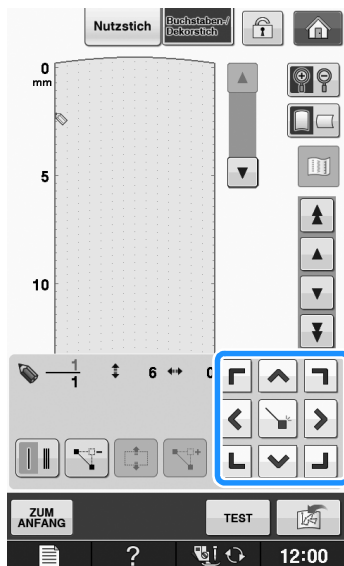 Nutzstich
Buchstaben-/
Dekorstich
0
mm
5
10
1
1
6
0
ZUM
ANFANG
TEST
?
12:00